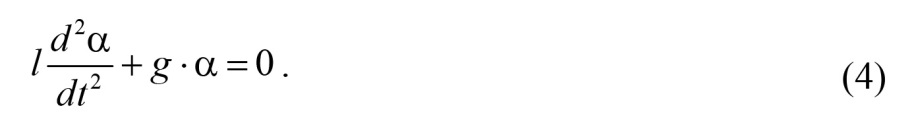 l d²α/dt² + g · α = 0 . (4)